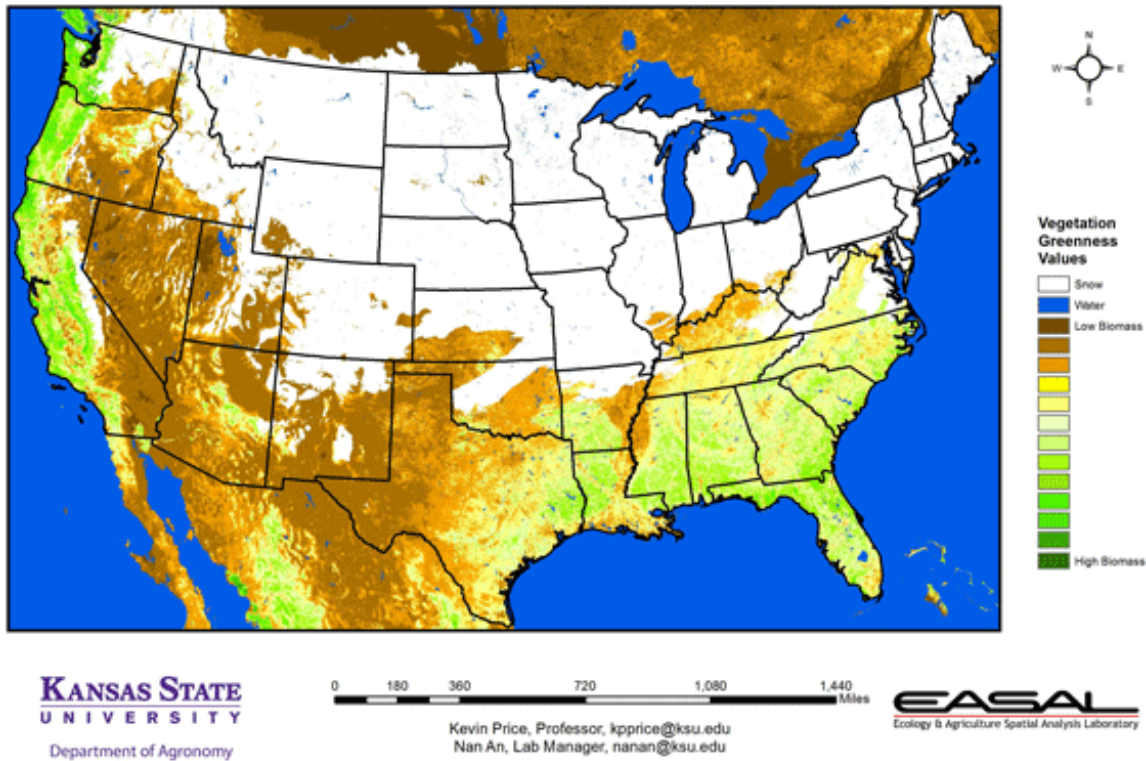 N
W E
S
Vegetation
Greenness
Values
Snow
Water
Low Biomass
High Biomass
KANSAS STATE
UNIVERSITY
Department of Agronomy
0 180 360 720 1,080 1,440
Miles
Kevin Price, Professor, kpprice@ksu.edu
Nan An, Lab Manager, nanan@ksu.edu
EASAL
Ecology & Agriculture Spatial Analysis Laboratory